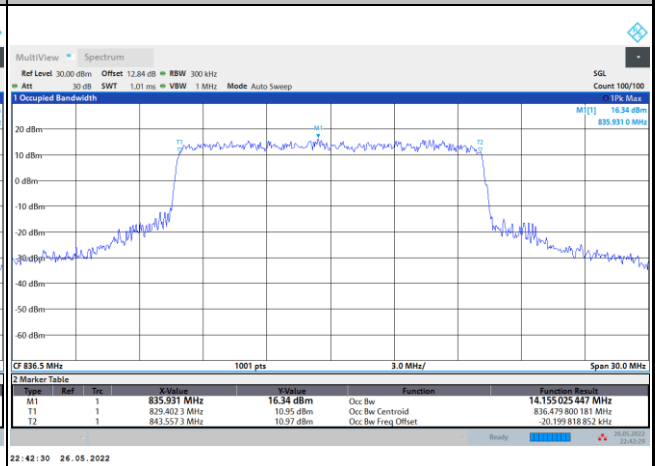 MultiView Spectrum
Ref Level 30.00 dBm Offset 12.84 dB RBW 300 kHz SGL
Att 30 dB SWT 1.01 ms VBW 1 MHz Mode Auto Sweep Count 100/100
1 Occupied Bandwidth 1Pk Max
M1[1] 16.34 dBm
835.931 0 MHz
20 dBm
M1
T1
T2
10 dBm
0 dBm
-10 dBm
-20 dBm
-30 dBm
-40 dBm
-50 dBm
-60 dBm
CF 836.5 MHz 1001 pts 3.0 MHz/ Span 30.0 MHz
2 Marker Table
Type Ref Trc X-Value Y-Value Function Function Result
M1 1 835.931 MHz 16.34 dBm Occ Bw 14.155 025 447 MHz
T1 1 829.402 3 MHz 10.95 dBm Occ Bw Centroid 836.479 800 181 MHz
T2 1 843.557 3 MHz 10.97 dBm Occ Bw Freq Offset -20.199 818 852 kHz
Ready 26.05.2022
22:42:29
22:42:30 26.05.2022